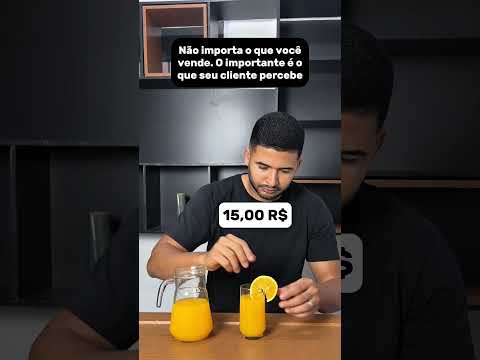 Não importa o que você
vende. O importante é o
que seu cliente percebe
15,00 R$
$